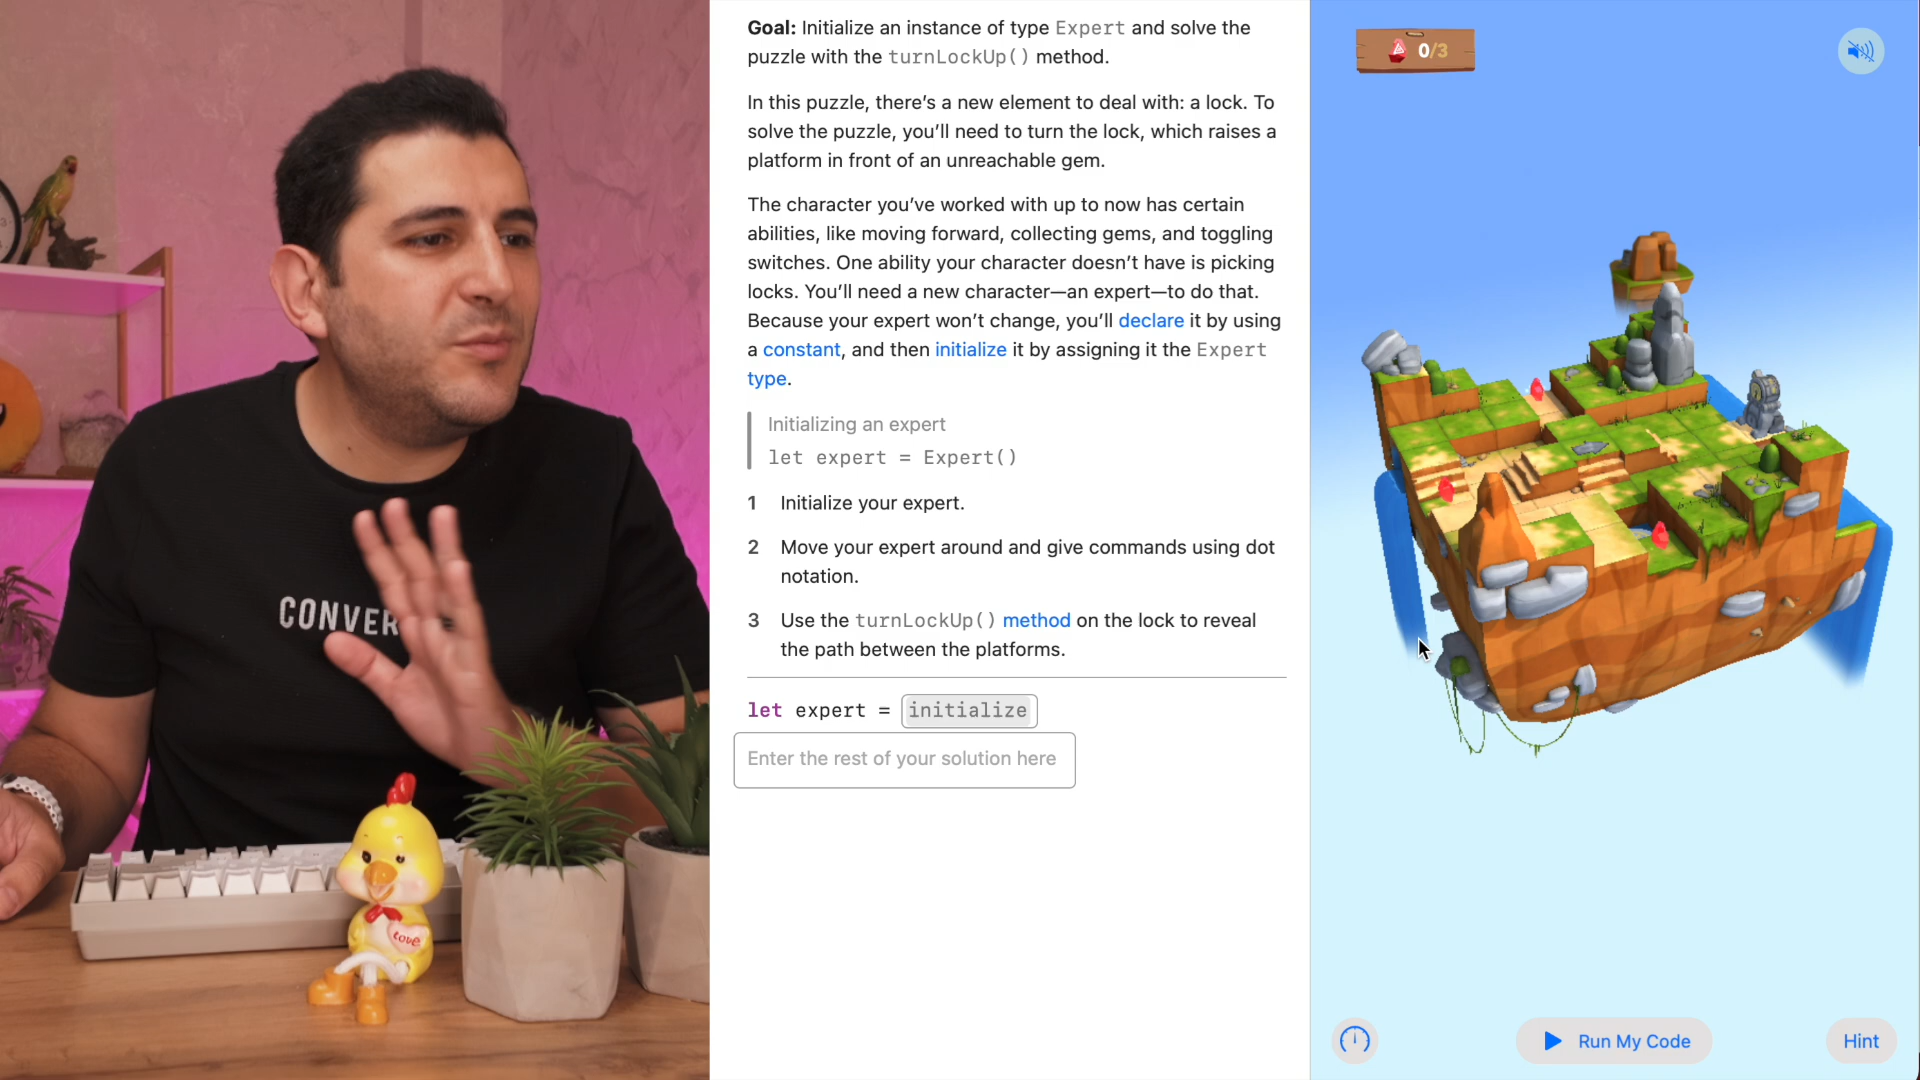 Goal: Initialize an instance of type Expert and solve the
puzzle with the turnLockUp() method.
In this puzzle, there's a new element to deal with: a lock. To
solve the puzzle, you'll need to turn the lock, which raises a
platform in front of an unreachable gem.
The character you've worked with up to now has certain
abilities, like moving forward, collecting gems, and toggling
switches. One ability your character doesn't have is picking
locks. You'll need a new character—an expert—to do that.
Because your expert won't change, you'll declare it by using
a constant, and then initialize it by assigning it the Expert
type.
Initializing an expert
let expert = Expert()
1 Initialize your expert.
2 Move your expert around and give commands using dot
notation.
3 Use the turnLockUp() method on the lock to reveal
the path between the platforms.
let expert = initialize
Enter the rest of your solution here
0/3
Run My Code
Hint
CONVER
Love